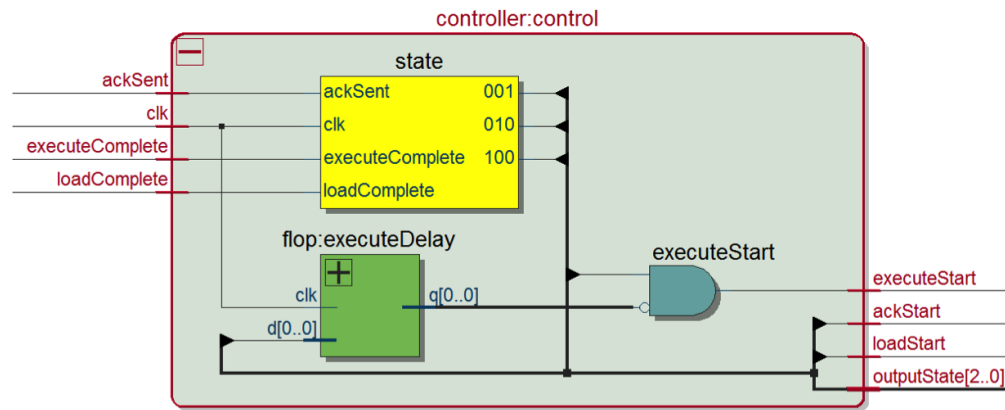 controller:control
state
ackSent
ackSent 001
clk
clk 010
executeComplete
executeComplete 100
loadComplete
loadComplete
flop:executeDelay
executeStart
clk q[0..0]
d[0..0]
executeStart
ackStart
loadStart
outputState[2..0]